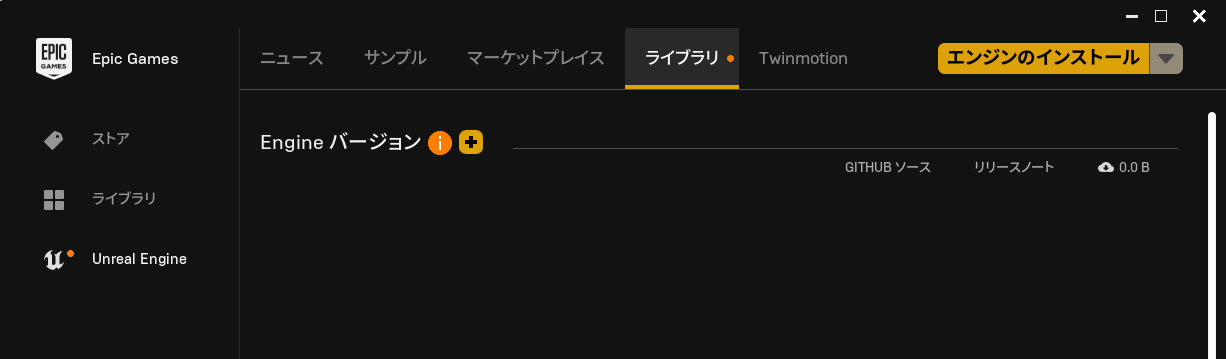 EPIC
GAMES
Epic Games
ニュース サンプル マーケットプレイス ライブラリ Twinmotion エンジンのインストール
ストア
ライブラリ
Unreal Engine
Engine バージョン
GITHUB ソース リリースノート 0.0 B